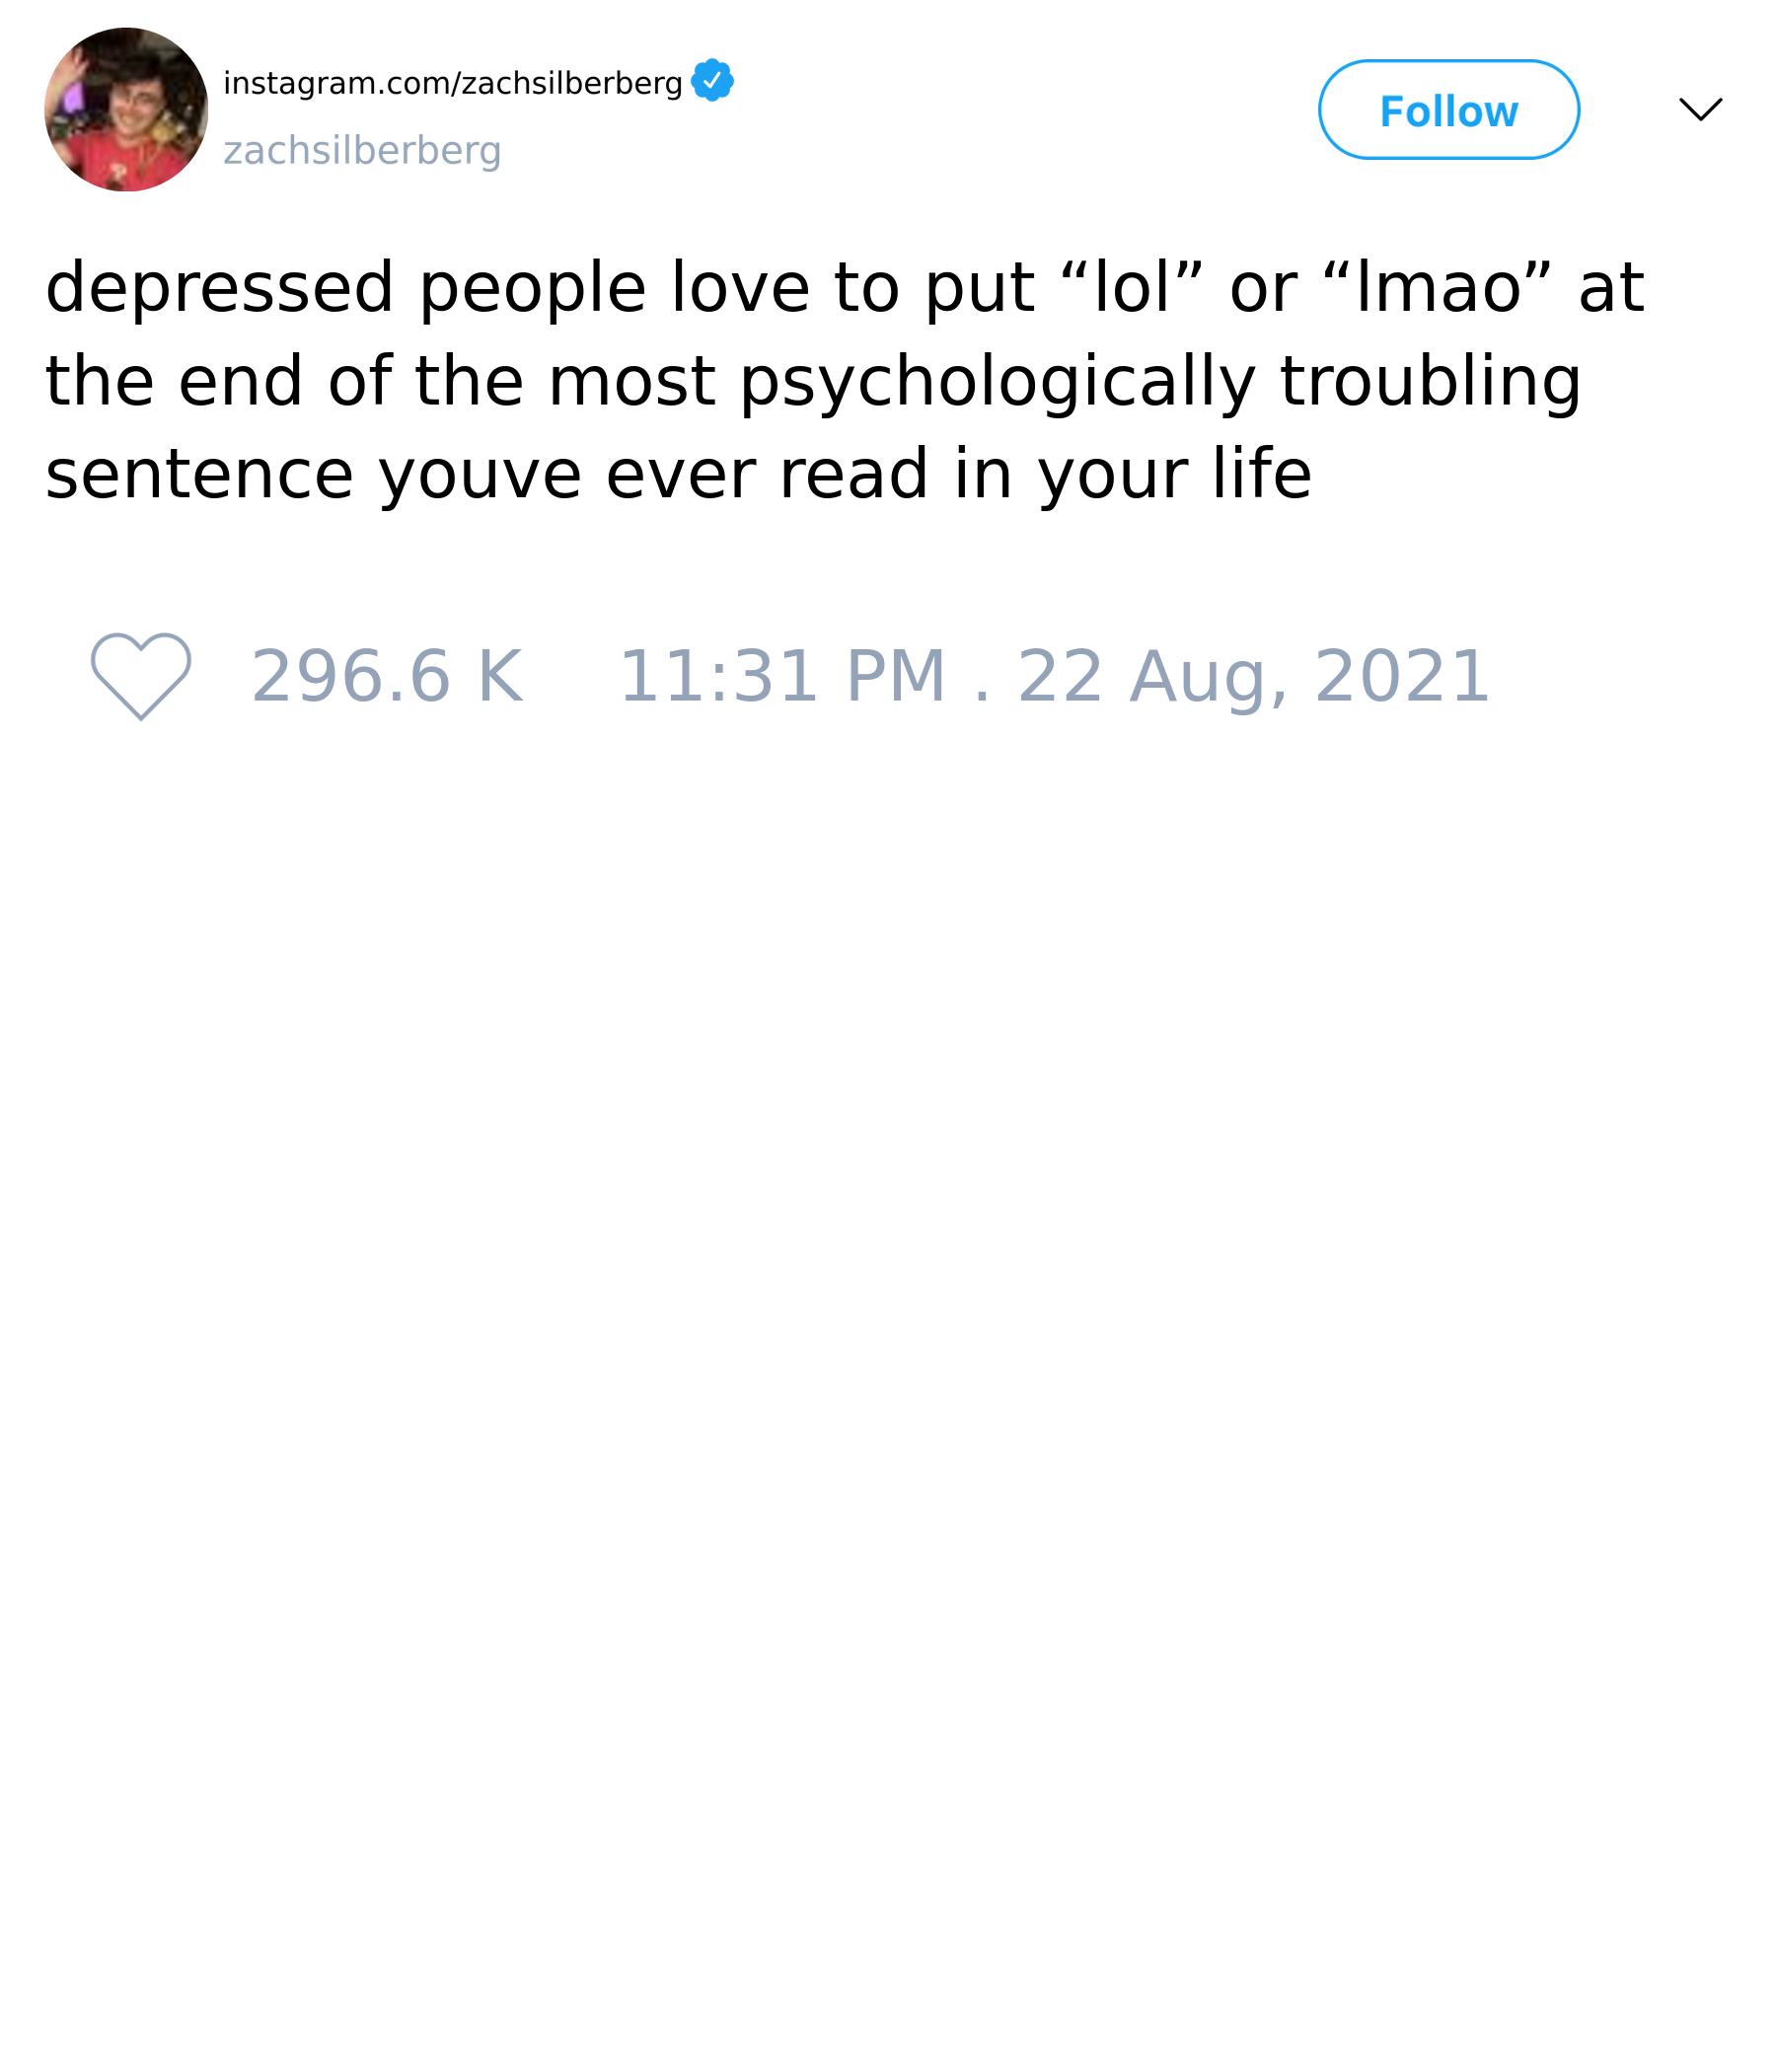 instagram.com/zachsilberberg
zachsilberberg
Follow
depressed people love to put “lol” or “lmao” at
the end of the most psychologically troubling
sentence youve ever read in your life
296.6 K 11:31 PM . 22 Aug, 2021